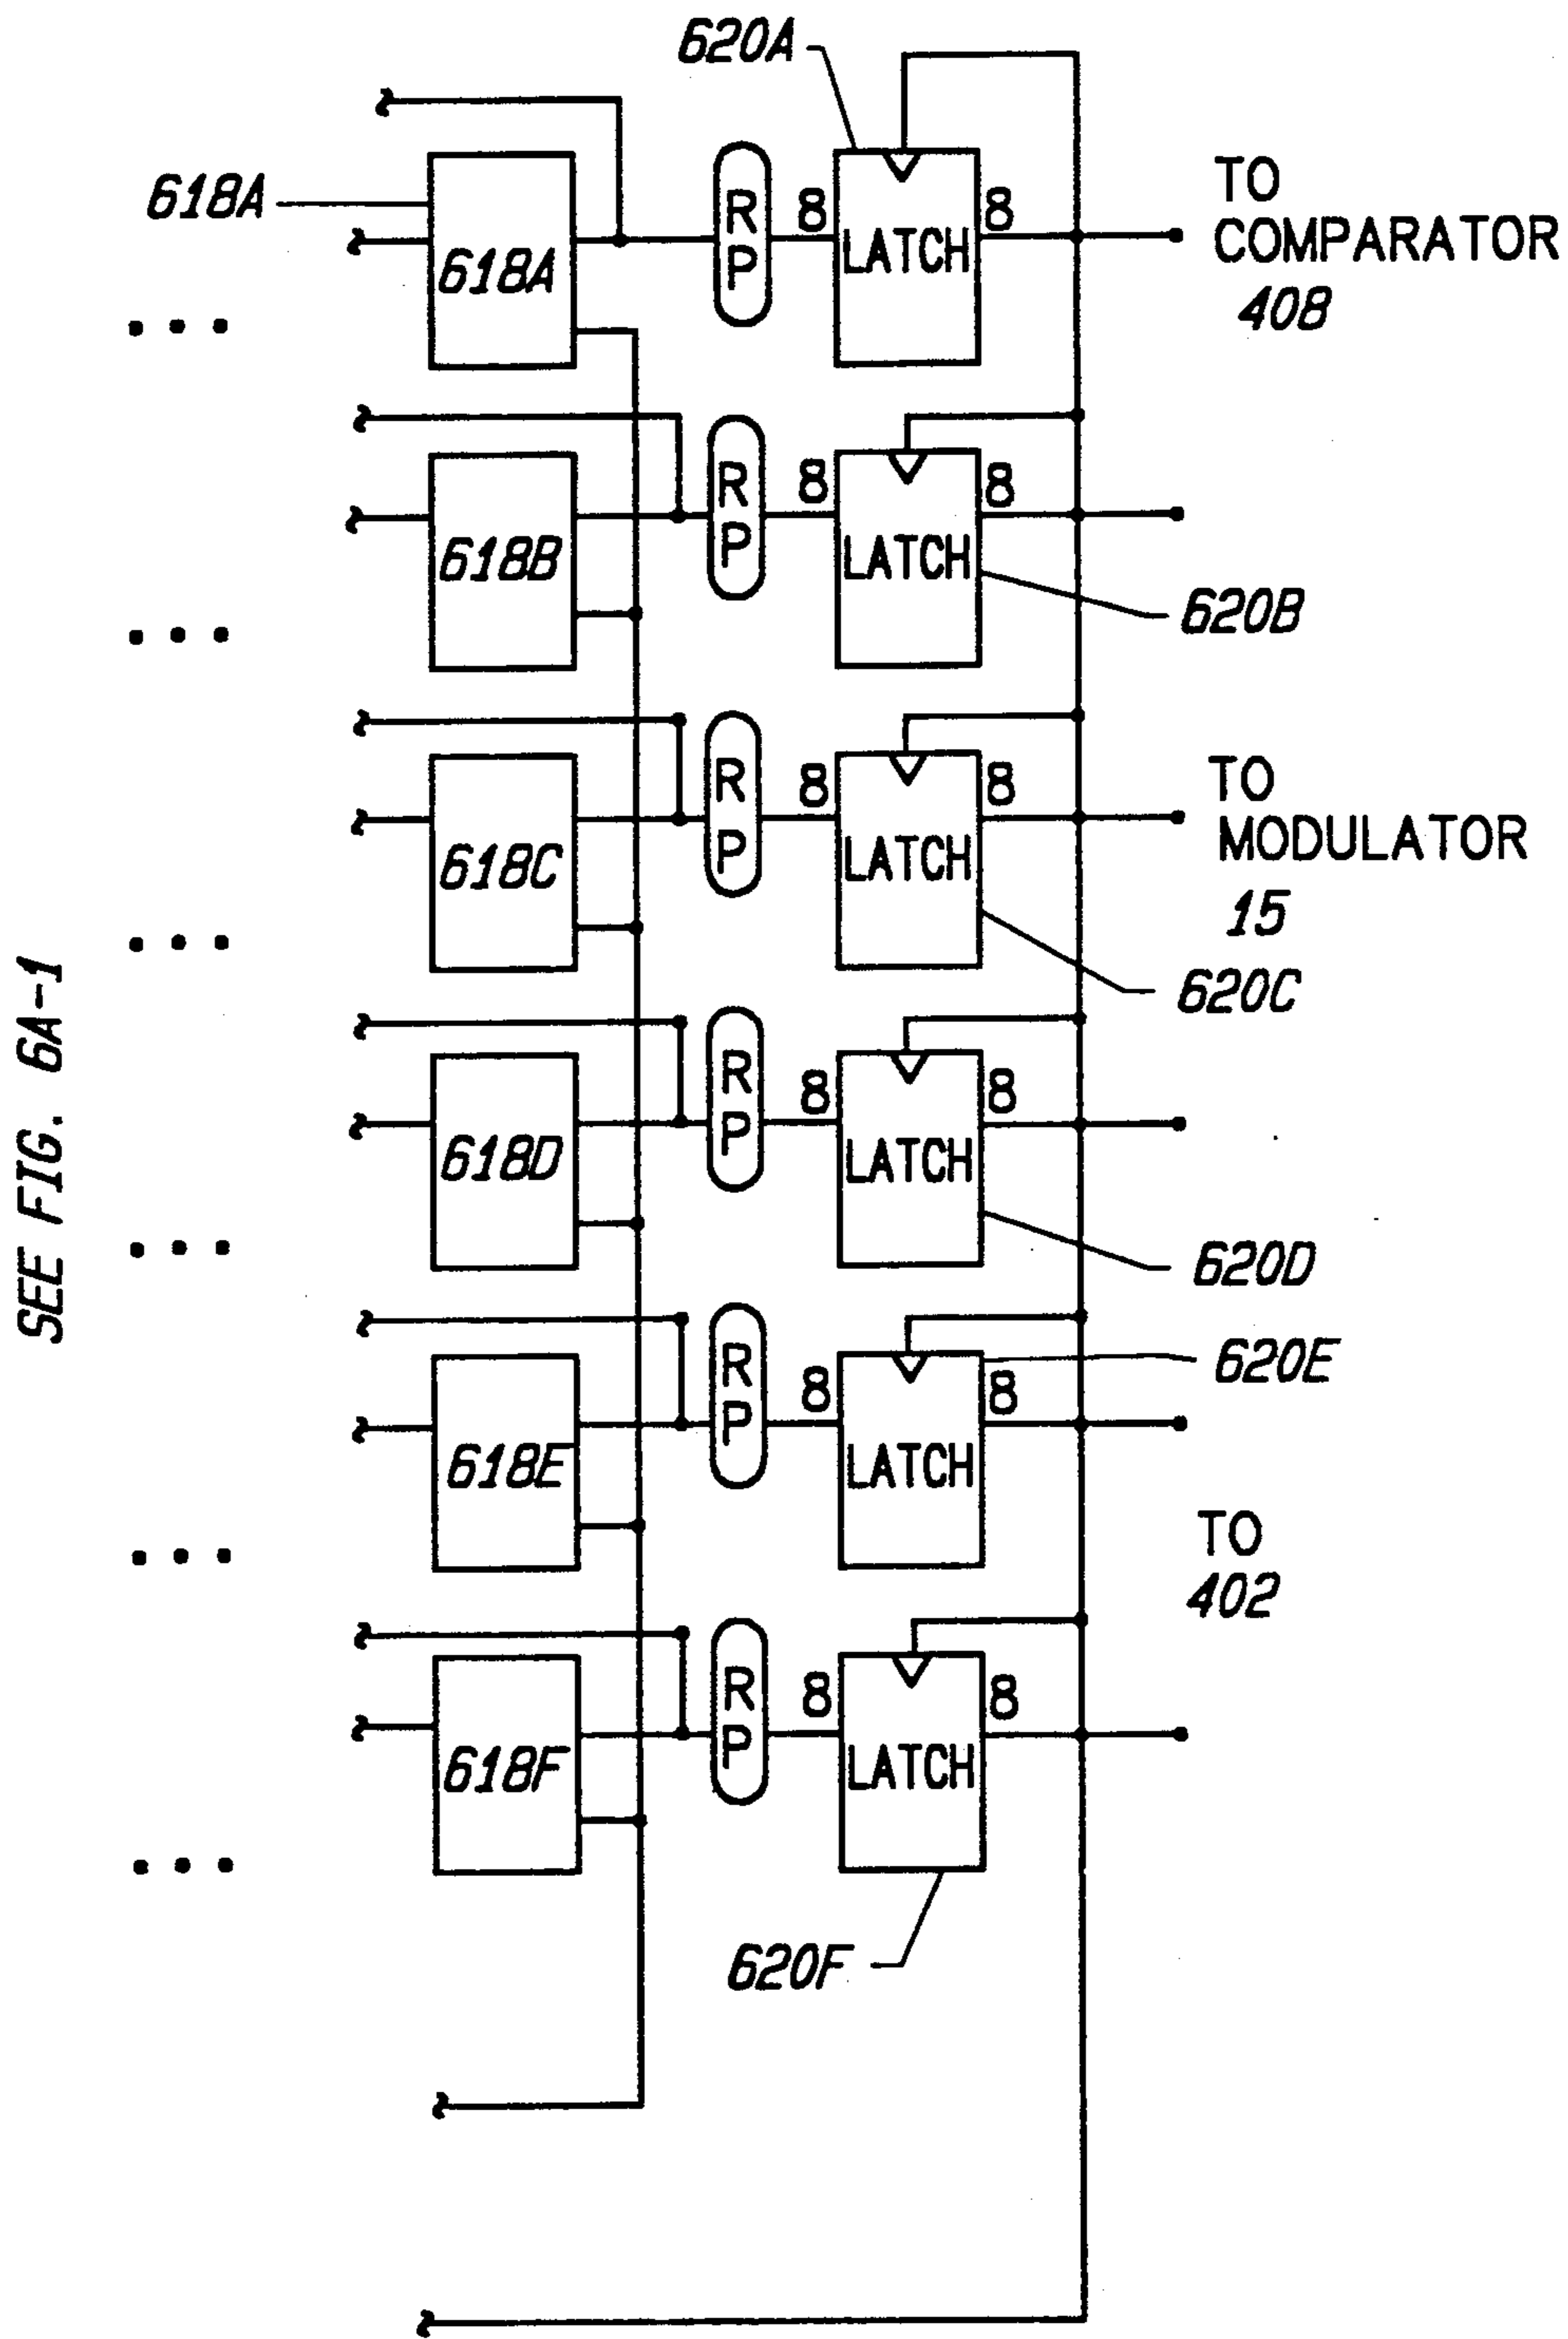 620A
618A
618A
R
P
8
LATCH
8
TO
COMPARATOR
408
618B
R
P
8
LATCH
8
620B
618C
R
P
8
LATCH
8
TO
MODULATOR
15
620C
SEE FIG. 6A-1
618D
R
P
8
LATCH
8
620D
618E
R
P
8
LATCH
8
620E
TO
402
618F
R
P
8
LATCH
8
620F